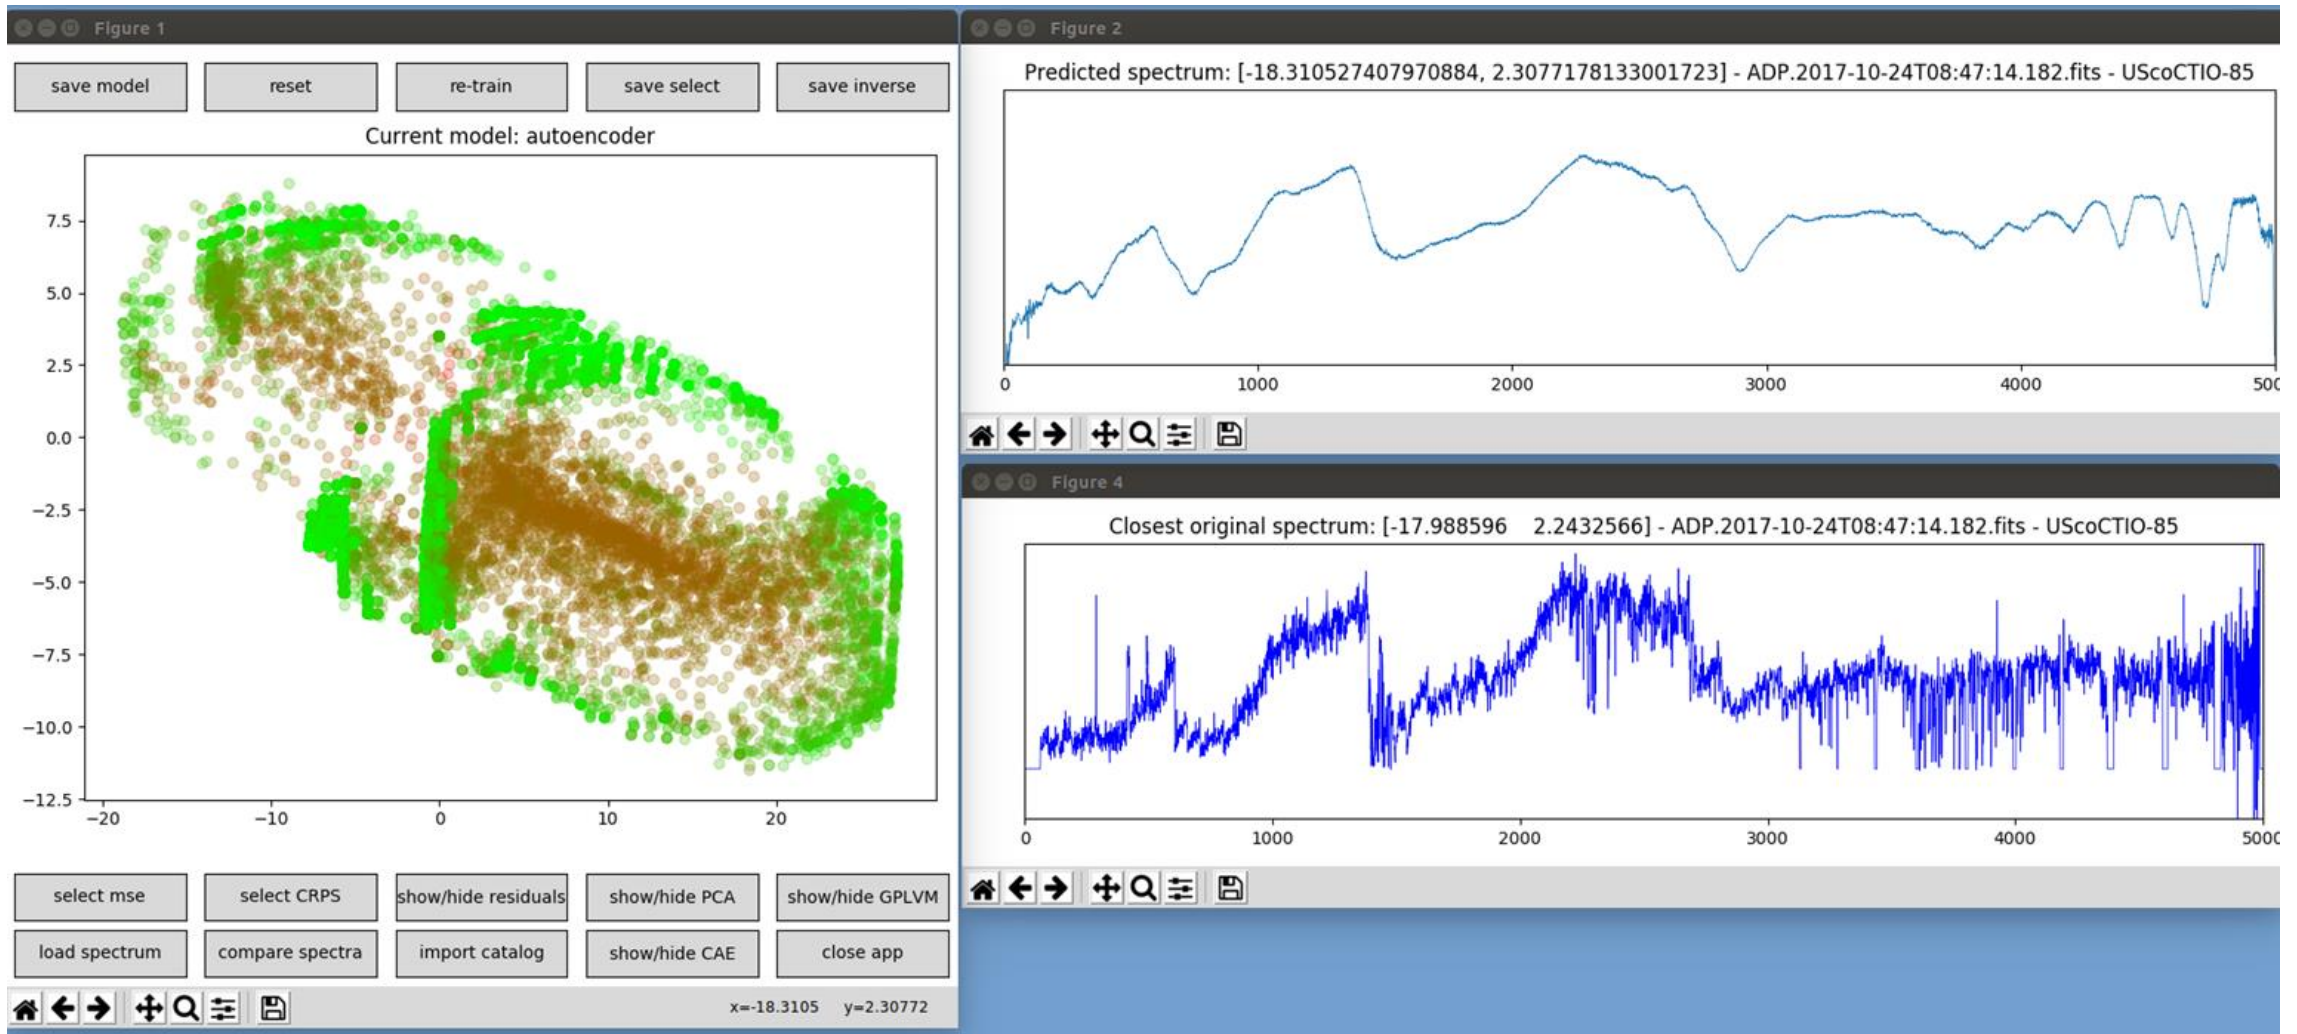 Figure 1
save model reset re-train save select save inverse
Current model: autoencoder
7.5
5.0
2.5
0.0
−2.5
−5.0
−7.5
−10.0
−12.5
−20 −10 0 10 20
select mse select CRPS show/hide residuals show/hide PCA show/hide GPLVM
load spectrum compare spectra import catalog show/hide CAE close app
x=-18.3105 y=2.30772
Figure 2
Predicted spectrum: [-18.310527407970884, 2.3077178133001723] - ADP.2017-10-24T08:47:14.182.fits - UScoCTIO-85
0 1000 2000 3000 4000 500
Figure 4
Closest original spectrum: [-17.988596 2.2432566] - ADP.2017-10-24T08:47:14.182.fits - UScoCTIO-85
0 1000 2000 3000 4000 5000